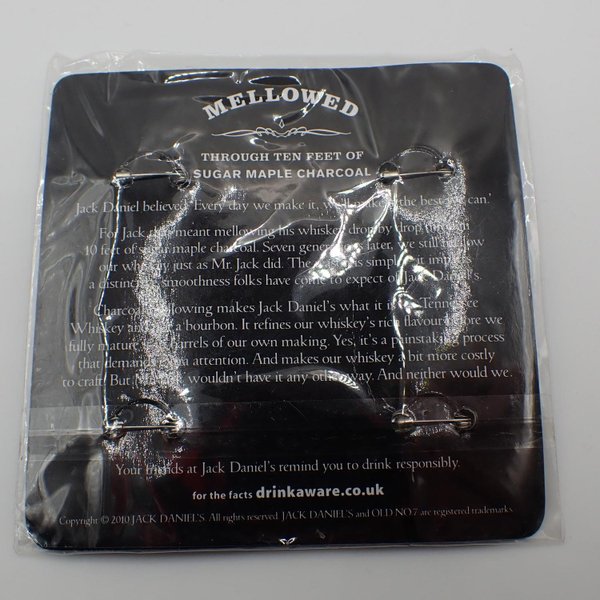 MELLOWED
THROUGH TEN FEET OF
SUGAR MAPLE CHARCOAL
Jack Daniel believed, 'Every day we make it, we'll make the best we can.'
For Jack this meant mellowing his whiskey drop by drop through
10 feet of sugar maple charcoal. Seven generations later, we still mellow
our whiskey just as Mr. Jack did. The is simple: it imparts
a distinctive smoothness folks have come to expect of Jack Daniel's.
Charcoal mellowing makes Jack Daniel's what it is, a Tennessee
Whiskey and not a bourbon. It refines our whiskey's rich flavour before we
fully mature it in barrels of our own making. Yes, it's a painstaking process
that demands extra attention. And makes our whiskey a bit more costly
to craft. But Mr. Jack wouldn't have it any other way. And neither would we.
Your friends at Jack Daniel's remind you to drink responsibly.
for the facts drinkaware.co.uk
Copyright © 2010 JACK DANIEL'S. All rights reserved. JACK DANIEL'S and OLD NO 7 are registered trademarks.